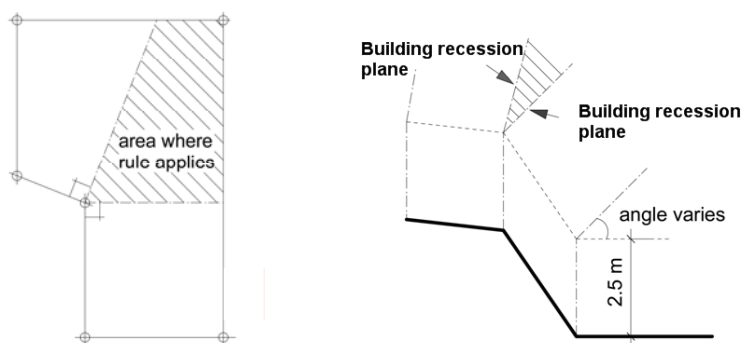 area where
rule applies
Building recession
plane
Building recession
plane
angle varies
2.5 m